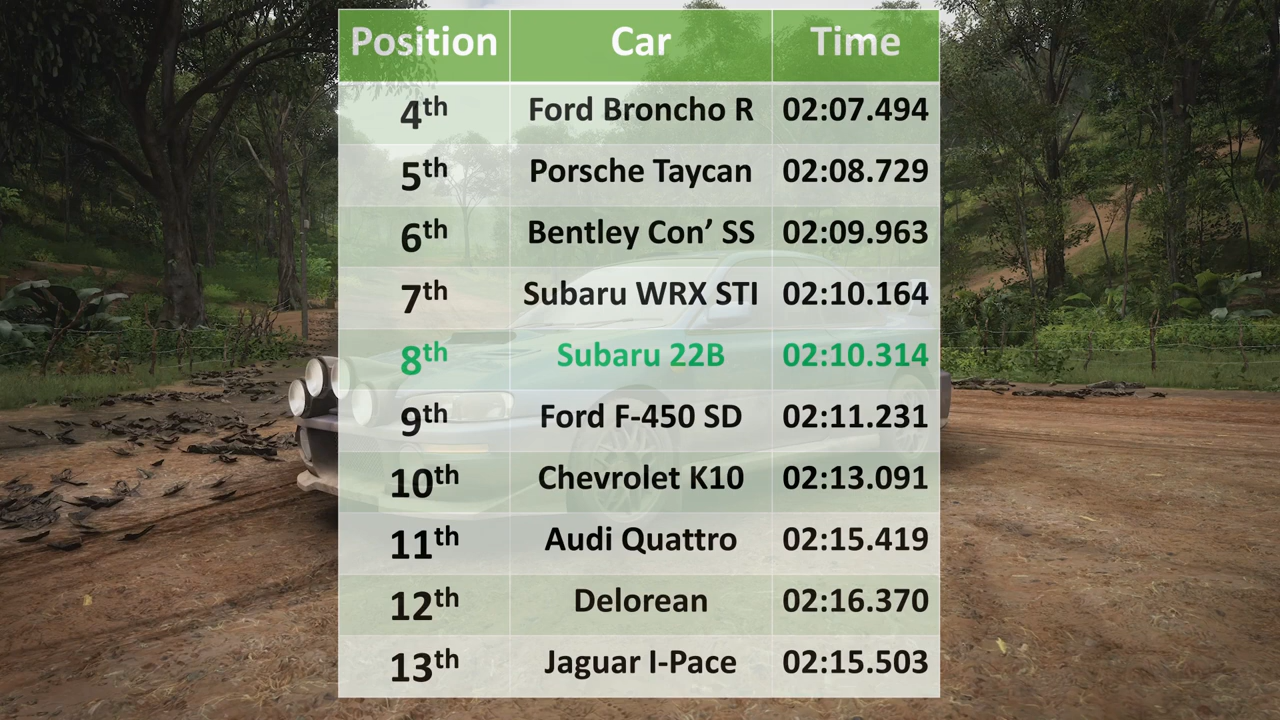 Position Car Time
4th Ford Broncho R 02:07.494
5th Porsche Taycan 02:08.729
6th Bentley Con’ SS 02:09.963
7th Subaru WRX STI 02:10.164
8th Subaru 22B 02:10.314
9th Ford F-450 SD 02:11.231
10th Chevrolet K10 02:13.091
11th Audi Quattro 02:15.419
12th Delorean 02:16.370
13th Jaguar I-Pace 02:15.503